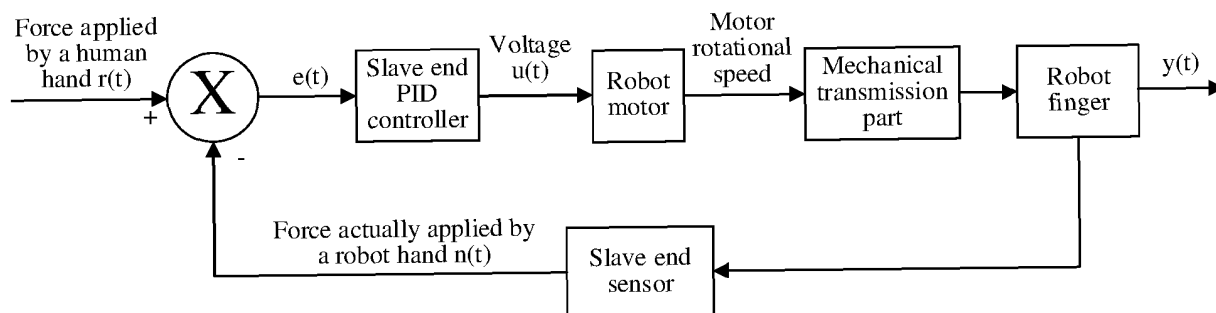 Force applied
by a human
hand r(t)
+
-
X
e(t)
Slave end
PID
controller
Voltage
u(t)
Robot
motor
Motor
rotational
speed
Mechanical
transmission
part
Robot
finger
y(t)
Force actually applied by
a robot hand n(t)
Slave end
sensor